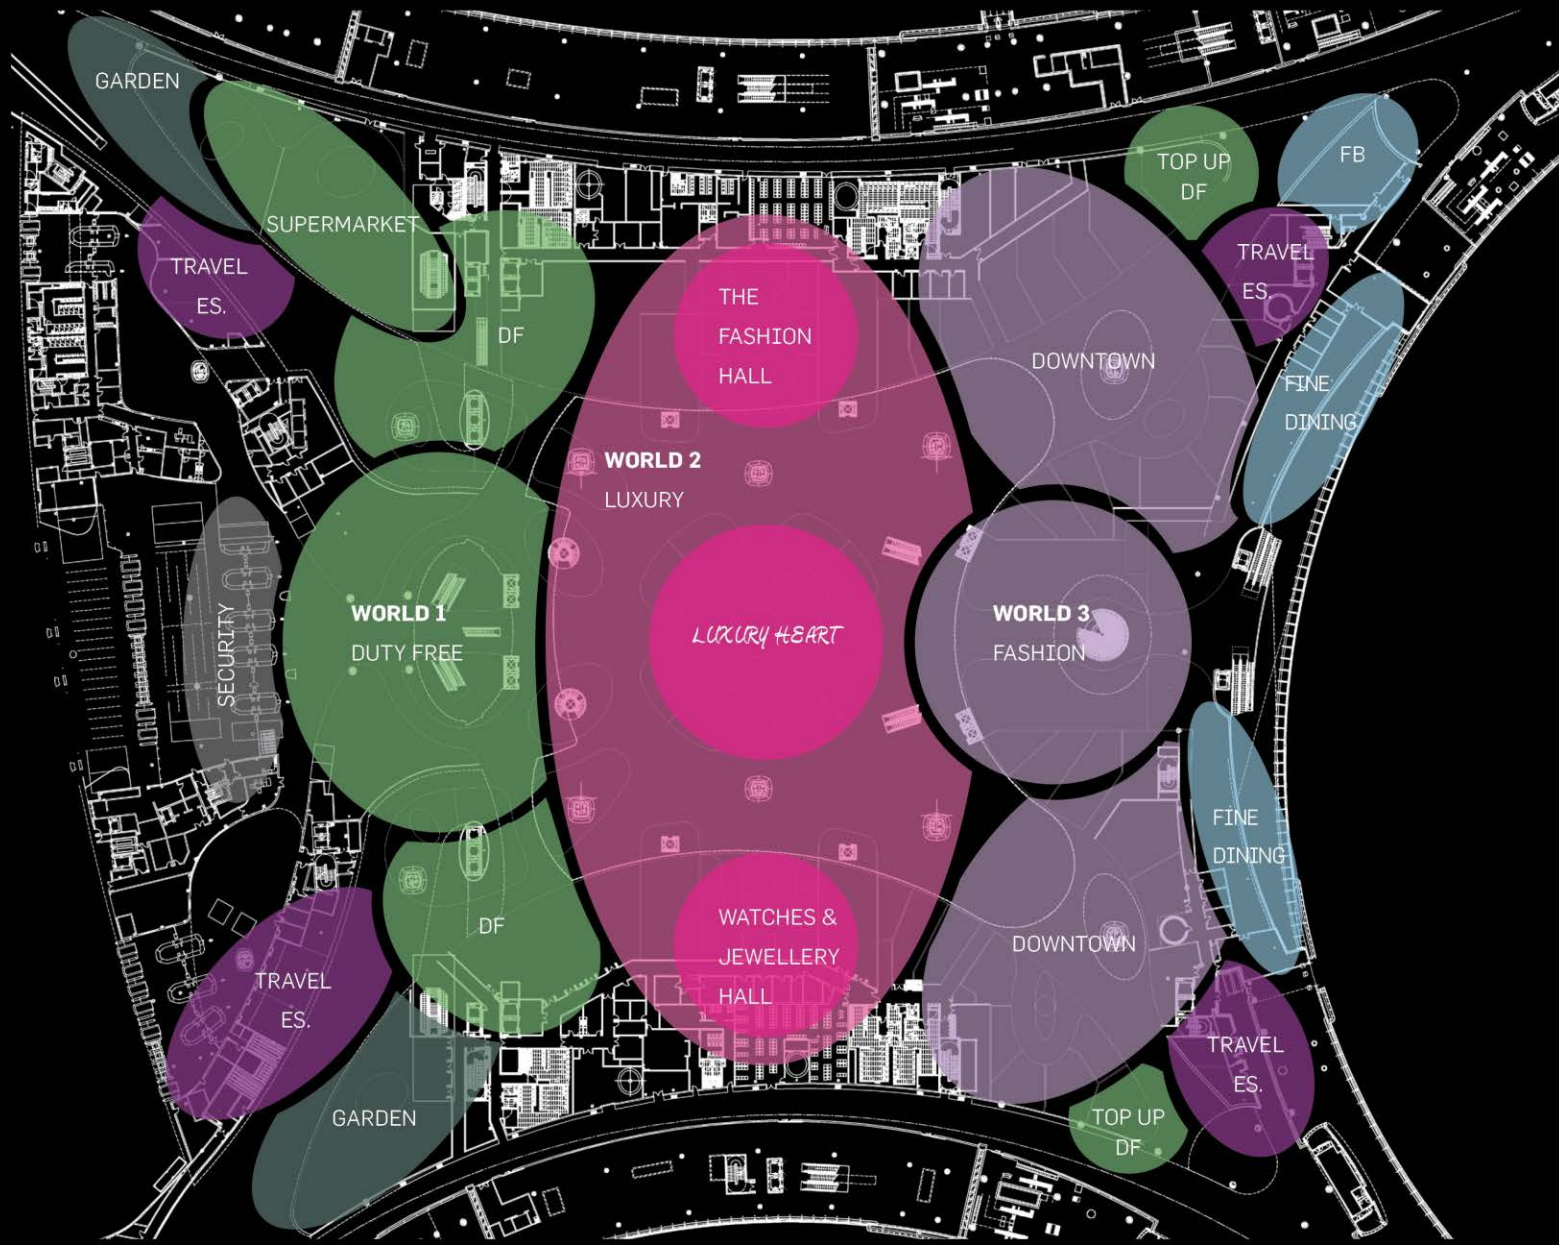 GARDEN
SUPERMARKET
TRAVEL
ES.
DF
THE
FASHION
HALL
TOP UP
DF
FB
TRAVEL
ES.
DOWNTOWN
FINE
DINING
WORLD 2
LUXURY
SECURITY
WORLD 1
DUTY FREE
LUXURY HEART
WORLD 3
FASHION
FINE
DINING
DF
WATCHES &
JEWELLERY
HALL
DOWNTOWN
TRAVEL
ES.
GARDEN
TRAVEL
ES.
TOP UP
DF